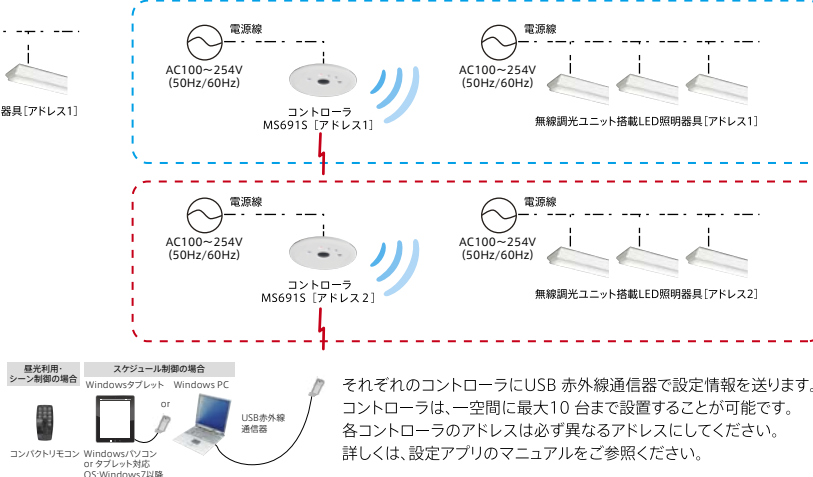 器具[アドレス1]
電源線
AC100～254V
(50Hz/60Hz)
コントローラ
MS691S [アドレス1]
電源線
AC100～254V
(50Hz/60Hz)
無線調光ユニット搭載LED照明器具[アドレス1]
電源線
AC100～254V
(50Hz/60Hz)
コントローラ
MS691S [アドレス2]
電源線
AC100～254V
(50Hz/60Hz)
無線調光ユニット搭載LED照明器具[アドレス2]
昼光利用・
シーン制御の場合
コンパクトリモコン
スケジュール制御の場合
Windowsタブレット Windows PC
or
USB赤外線
通信器
Windowsパソコン
or タブレット対応
OS:Windows7以降
それぞれのコントローラにUSB 赤外線通信器で設定情報を送ります。
コントローラは、一空間に最大10 台まで設置することが可能です。
各コントローラのアドレスは必ず異なるアドレスにしてください。
詳しくは、設定アプリのマニュアルをご参照ください。